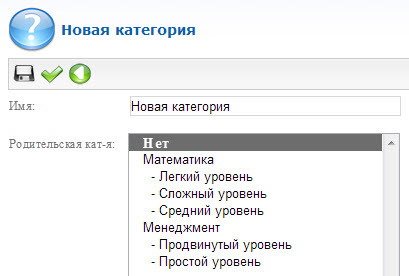 Новая категория
Имя: Новая категория
Родительская кат-я: Нет
Математика
- Легкий уровень
- Сложный уровень
- Средний уровень
Менеджмент
- Продвинутый уровень
- Простой уровень